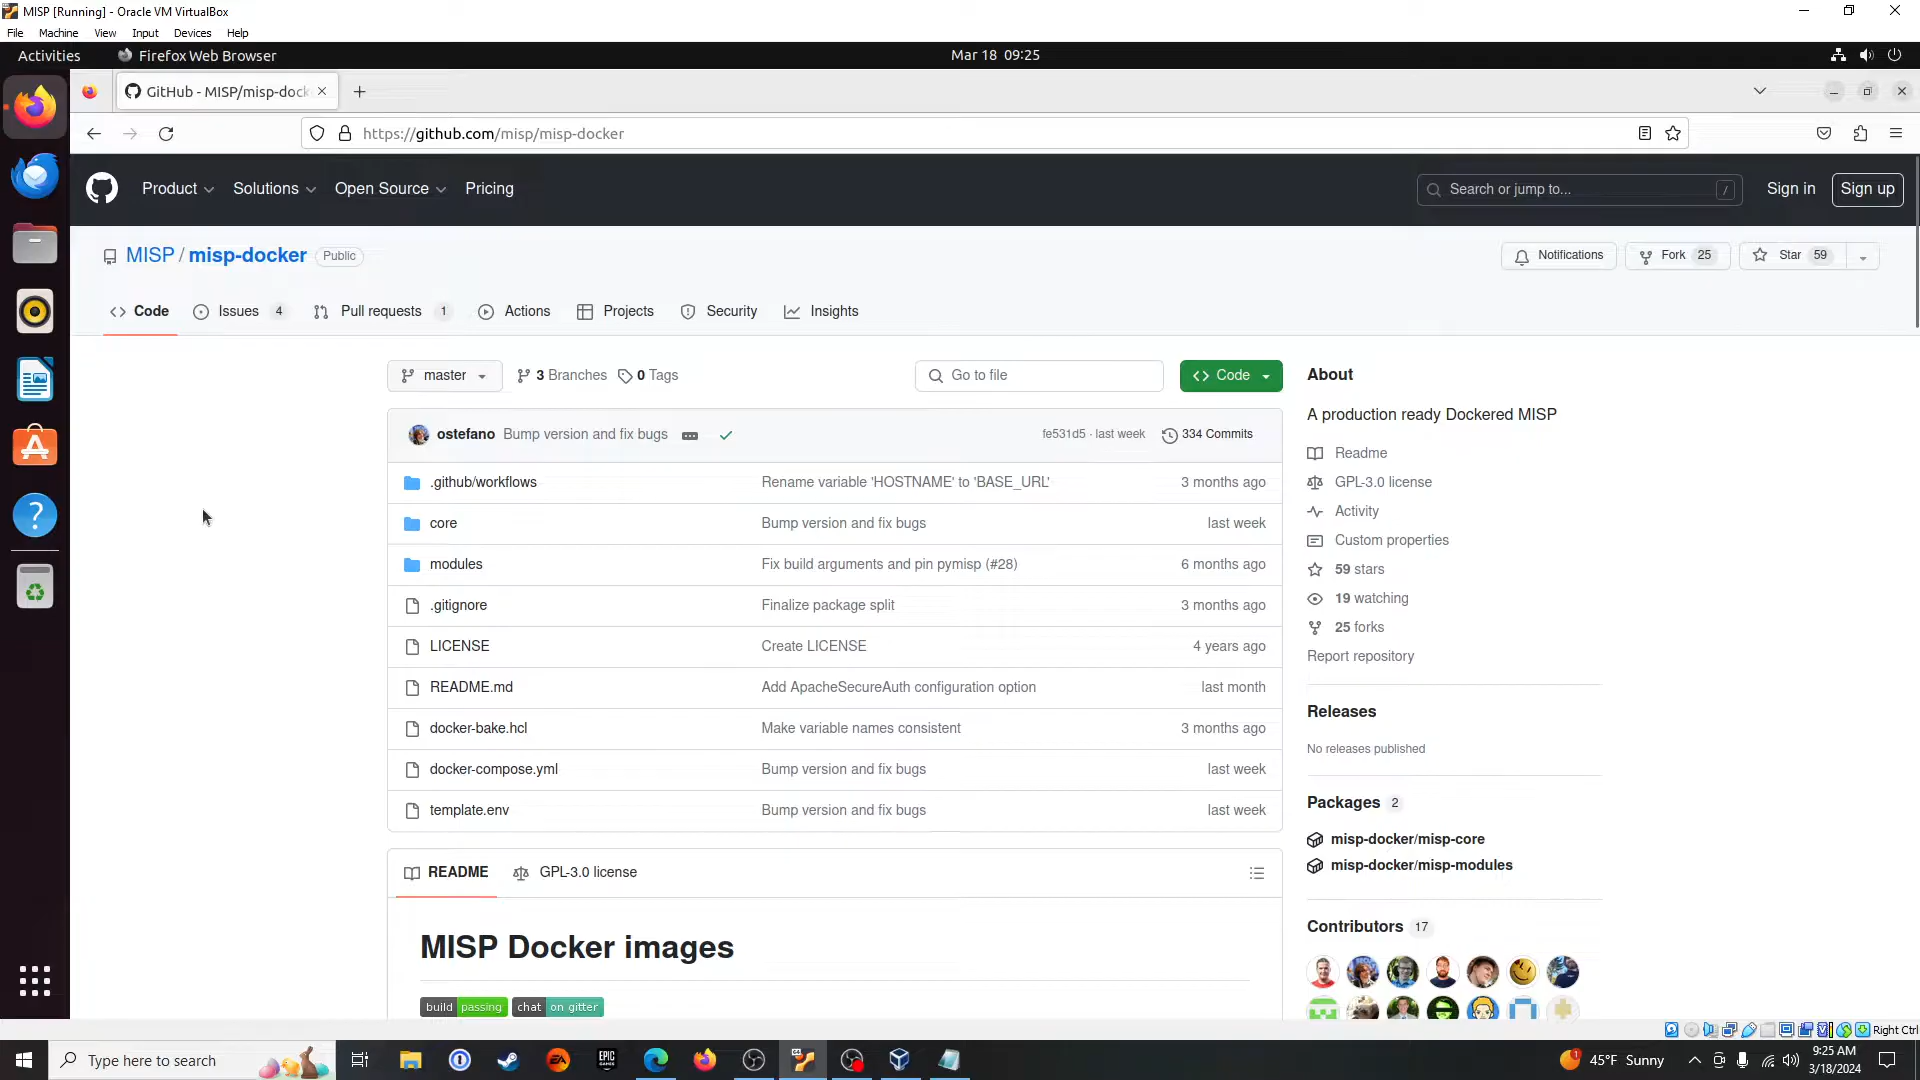 MISP [Running] - Oracle VM VirtualBox
File Machine View Input Devices Help
Activities Firefox Web Browser Mar 18 09:25
GitHub - MISP/misp-dock
https://github.com/misp/misp-docker
Product Solutions Open Source Pricing Search or jump to... / Sign in Sign up
MISP / misp-docker Public Notifications Fork 25 Star 59
Code Issues 4 Pull requests 1 Actions Projects Security Insights
master 3 Branches 0 Tags Go to file Code
ostefano Bump version and fix bugs fe531d5 · last week 334 Commits
.github/workflows Rename variable 'HOSTNAME' to 'BASE_URL' 3 months ago
core Bump version and fix bugs last week
modules Fix build arguments and pin pymisp (#28) 6 months ago
.gitignore Finalize package split 3 months ago
LICENSE Create LICENSE 4 years ago
README.md Add ApacheSecureAuth configuration option last month
docker-bake.hcl Make variable names consistent 3 months ago
docker-compose.yml Bump version and fix bugs last week
template.env Bump version and fix bugs last week
README GPL-3.0 license
MISP Docker images
build passing chat on gitter
About
A production ready Dockered MISP
Readme
GPL-3.0 license
Activity
Custom properties
59 stars
19 watching
25 forks
Report repository
Releases
No releases published
Packages 2
misp-docker/misp-core
misp-docker/misp-modules
Contributors 17
Right Ctrl
Type here to search EA EPIC GAMES 1 45°F Sunny 9:25 AM
3/18/2024